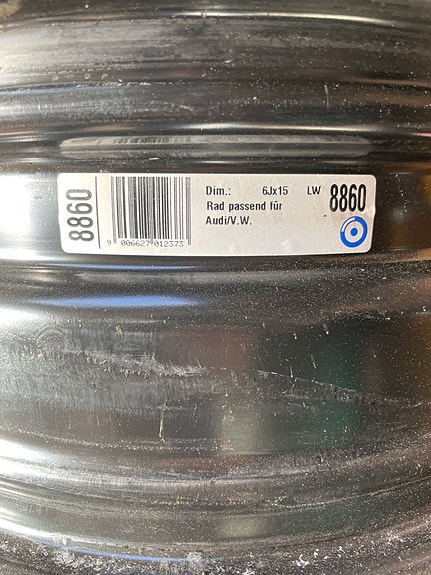 8860
9 006627 012373
Dim.: 6Jx15 LW 8860
Rad passend für
Audi/V.W.